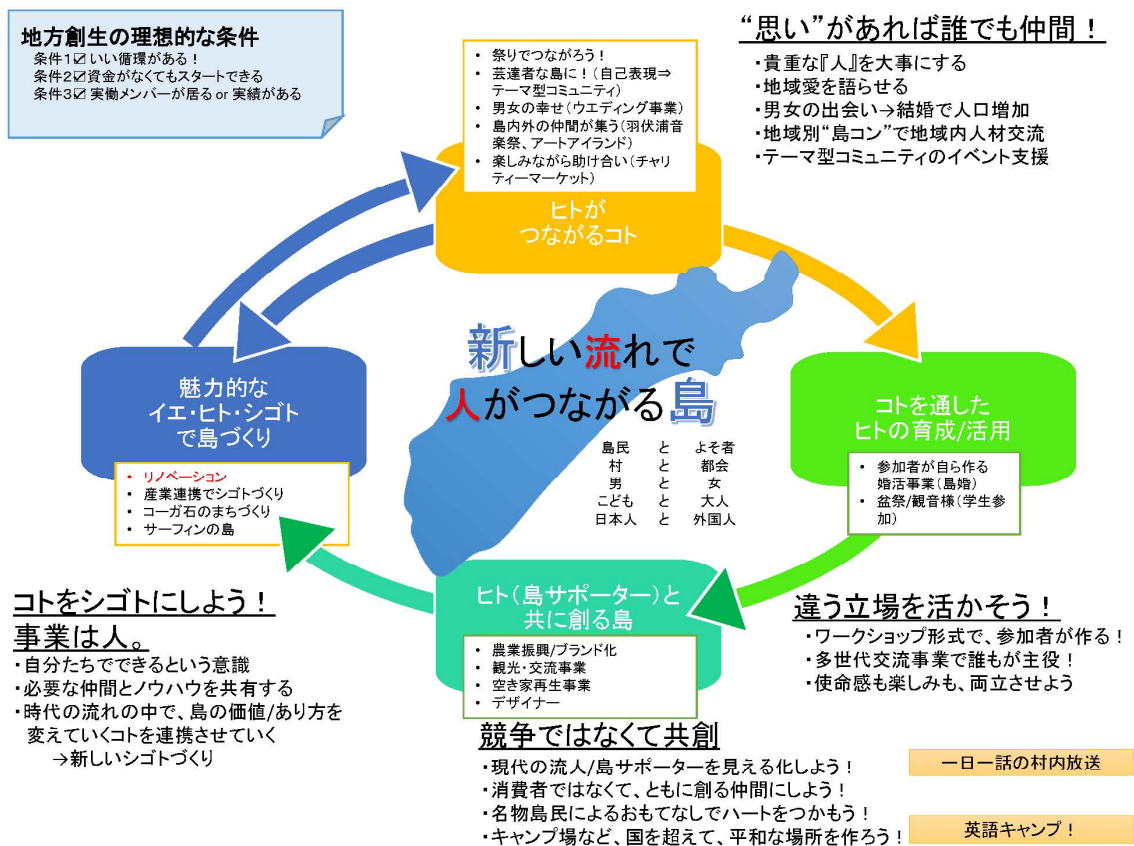 地方創生の理想的な条件
条件1☑いい循環がある！
条件2☑資金がなくてもスタートできる
条件3☑実働メンバーが居る or 実績がある
• 祭りでつながろう！
• 芸達者な島に！（自己表現⇒
テーマ型コミュニティ）
• 男女の幸せ（ウエディング事業）
• 島内外の仲間が集う（羽伏浦音
楽祭、アートアイランド）
• 楽しみながら助け合い（チャリ
ティーマーケット）
ヒトが
つながるコト
“思い”があれば誰でも仲間！
・貴重な『人』を大事にする
・地域愛を語らせる
・男女の出会い→結婚で人口増加
・地域別“島コン”で地域内人材交流
・テーマ型コミュニティのイベント支援
新しい流れで
人がつながる島
島民 と よそ者
村 と 都会
男 と 女
こども と 大人
日本人 と 外国人
魅力的な
イエ・ヒト・シゴト
で島づくり
• リノベーション
• 産業連携でシゴトづくり
• コーガ石のまちづくり
• サーフィンの島
コトを通した
ヒトの育成/活用
• 参加者が自ら作る
婚活事業（島婚）
• 盆祭/観音様（学生参
加）
ヒト（島サポーター）と
共に創る島
• 農業振興/ブランド化
• 観光・交流事業
• 空き家再生事業
• デザイナー
コトをシゴトにしよう！
事業は人。
・自分たちでできるという意識
・必要な仲間とノウハウを共有する
・時代の流れの中で、島の価値/あり方を
変えていくコトを連携させていく
→新しいシゴトづくり
違う立場を活かそう！
・ワークショップ形式で、参加者が作る！
・多世代交流事業で誰もが主役！
・使命感も楽しみも、両立させよう
競争ではなくて共創
・現代の流人/島サポーターを見える化しよう！
・消費者ではなくて、ともに創る仲間にしよう！
・名物島民によるおもてなしでハートをつかもう！
・キャンプ場など、国を超えて、平和な場所を作ろう！
一日一話の村内放送
英語キャンプ！